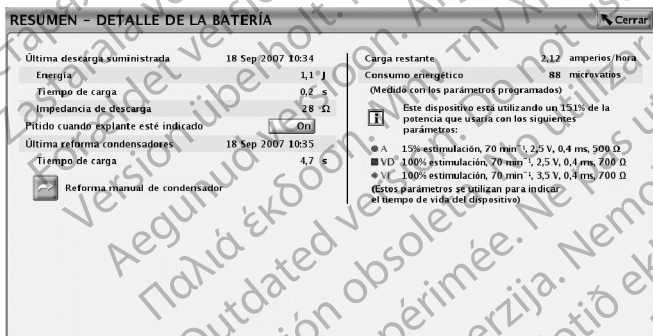 RESUMEN – DETALLE DE LA BATERÍA
Cerrar
Última descarga suministrada 18 Sep 2007 10:34
Energía 1,1 J
Tiempo de carga 0,2 s
Impedancia de descarga 28 Ω
Pitido cuando explante esté indicado On
Última reforma condensadores 18 Sep 2007 10:35
Tiempo de carga 4,7 s
Reforma manual de condensador
Carga restante 2,12 amperios/hora
Consumo energético 88 microvatios
(Medido con los parámetros programados)
Este dispositivo está utilizando un 151% de la
potencia que usaría con los siguientes
parámetros:
A 15% estimulación, 70 min⁻¹, 2,5 V, 0,4 ms, 500 Ω
VD 100% estimulación, 70 min⁻¹, 2,5 V, 0,4 ms, 700 Ω
VI 100% estimulación, 70 min⁻¹, 3,5 V, 0,4 ms, 700 Ω
(Estos parámetros se utilizan para indicar
el tiempo de vida del dispositivo)
Version überholt.
Παλιά έκδοση.
Outdated version.